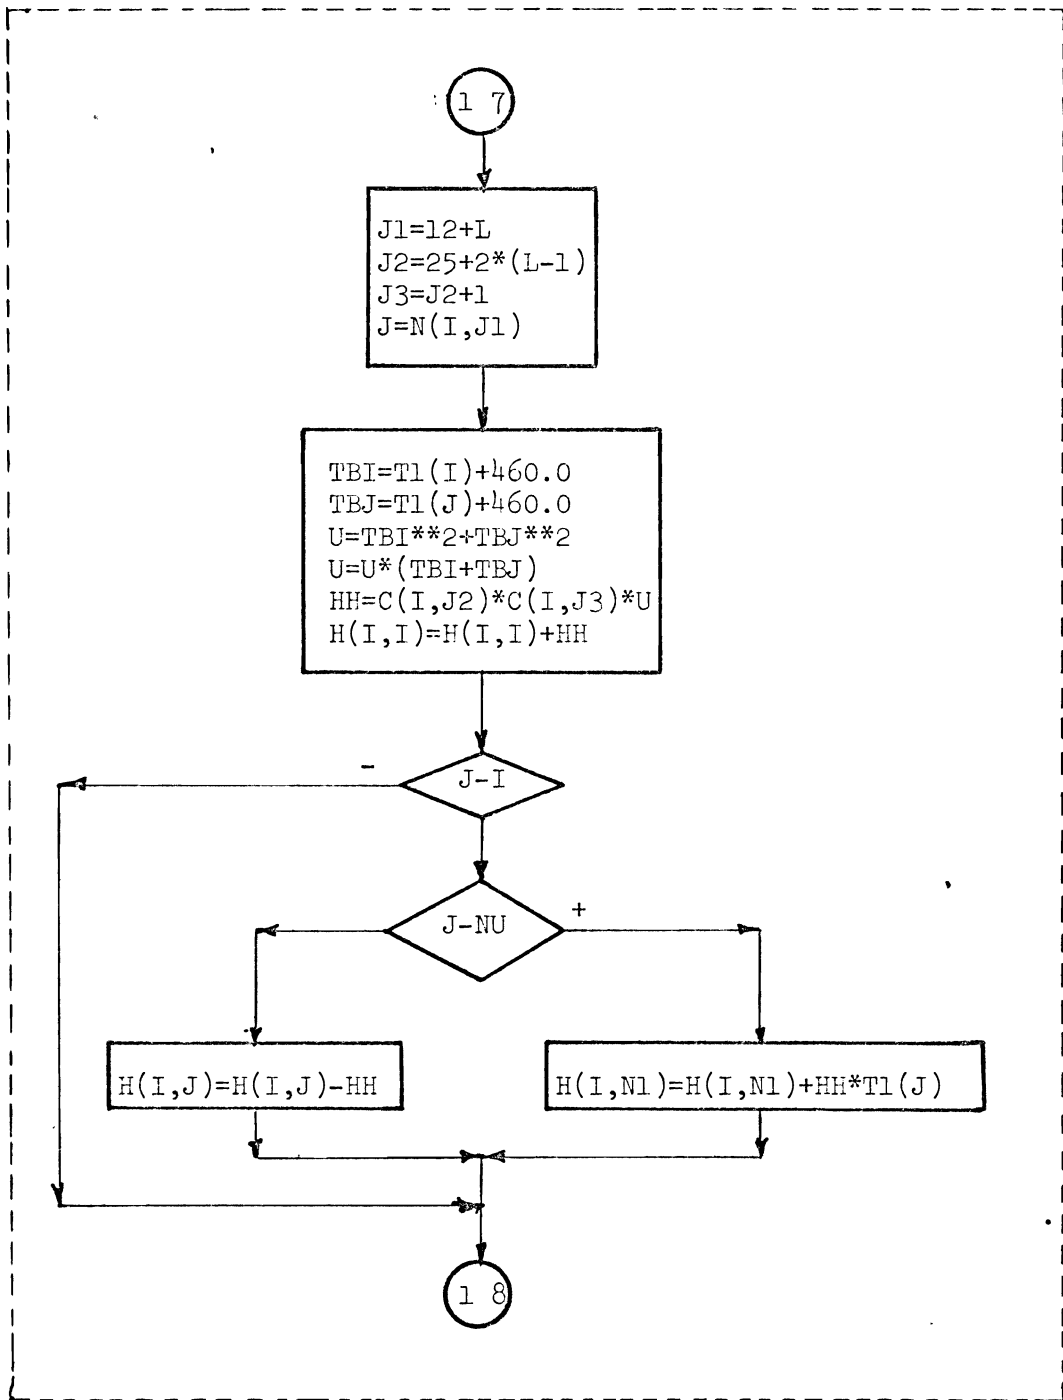 1 7
J1=12+L
J2=25+2*(L-1)
J3=J2+1
J=N(I,J1)
TBI=T1(I)+460.0
TBJ=T1(J)+460.0
U=TBI**2+TBJ**2
U=U*(TBI+TBJ)
HH=C(I,J2)*C(I,J3)*U
H(I,I)=H(I,I)+HH
-
J-I
J-NU
+
H(I,J)=H(I,J)-HH
H(I,N1)=H(I,N1)+HH*T1(J)
1 8